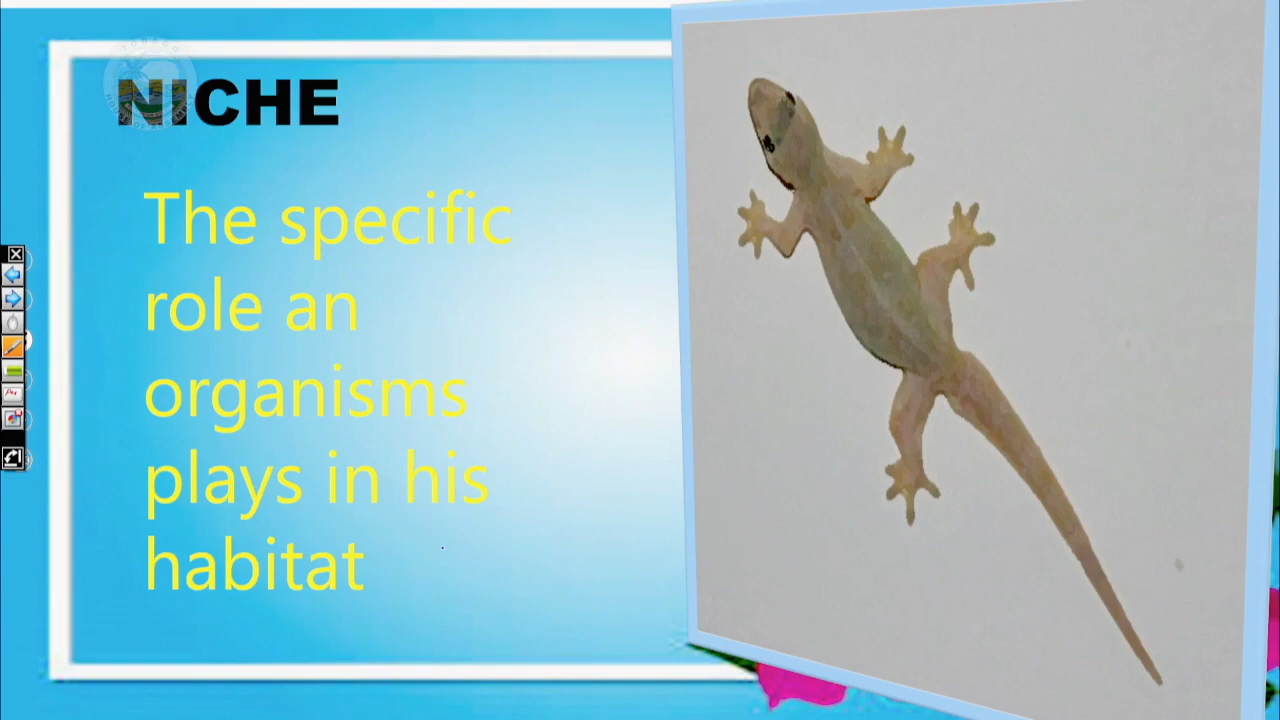 NICHE
The specific
role an
organisms
plays in his
habitat